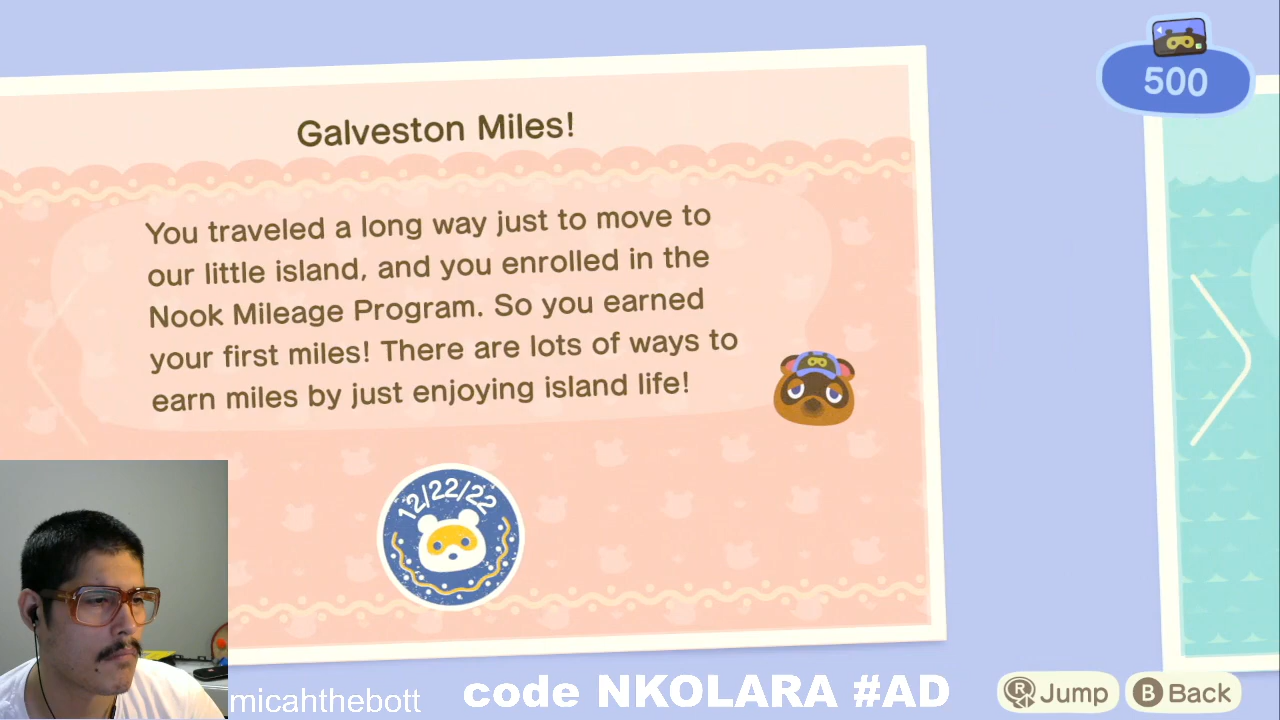 500
Galveston Miles!
You traveled a long way just to move to
our little island, and you enrolled in the
Nook Mileage Program. So you earned
your first miles! There are lots of ways to
earn miles by just enjoying island life!
12/22/22
micahthebott
code NKOLARA #AD
R Jump
B Back